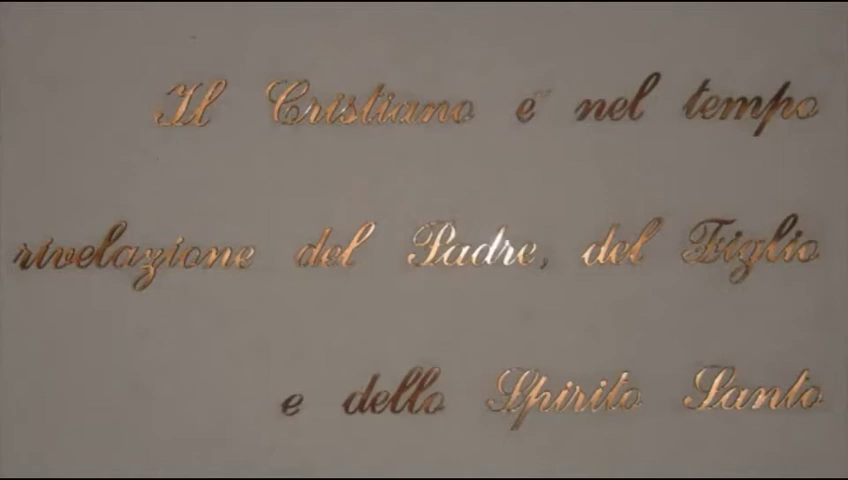 Il Cristiano è nel tempo
rivelazione del Padre, del Figlio
e dello Spirito Santo